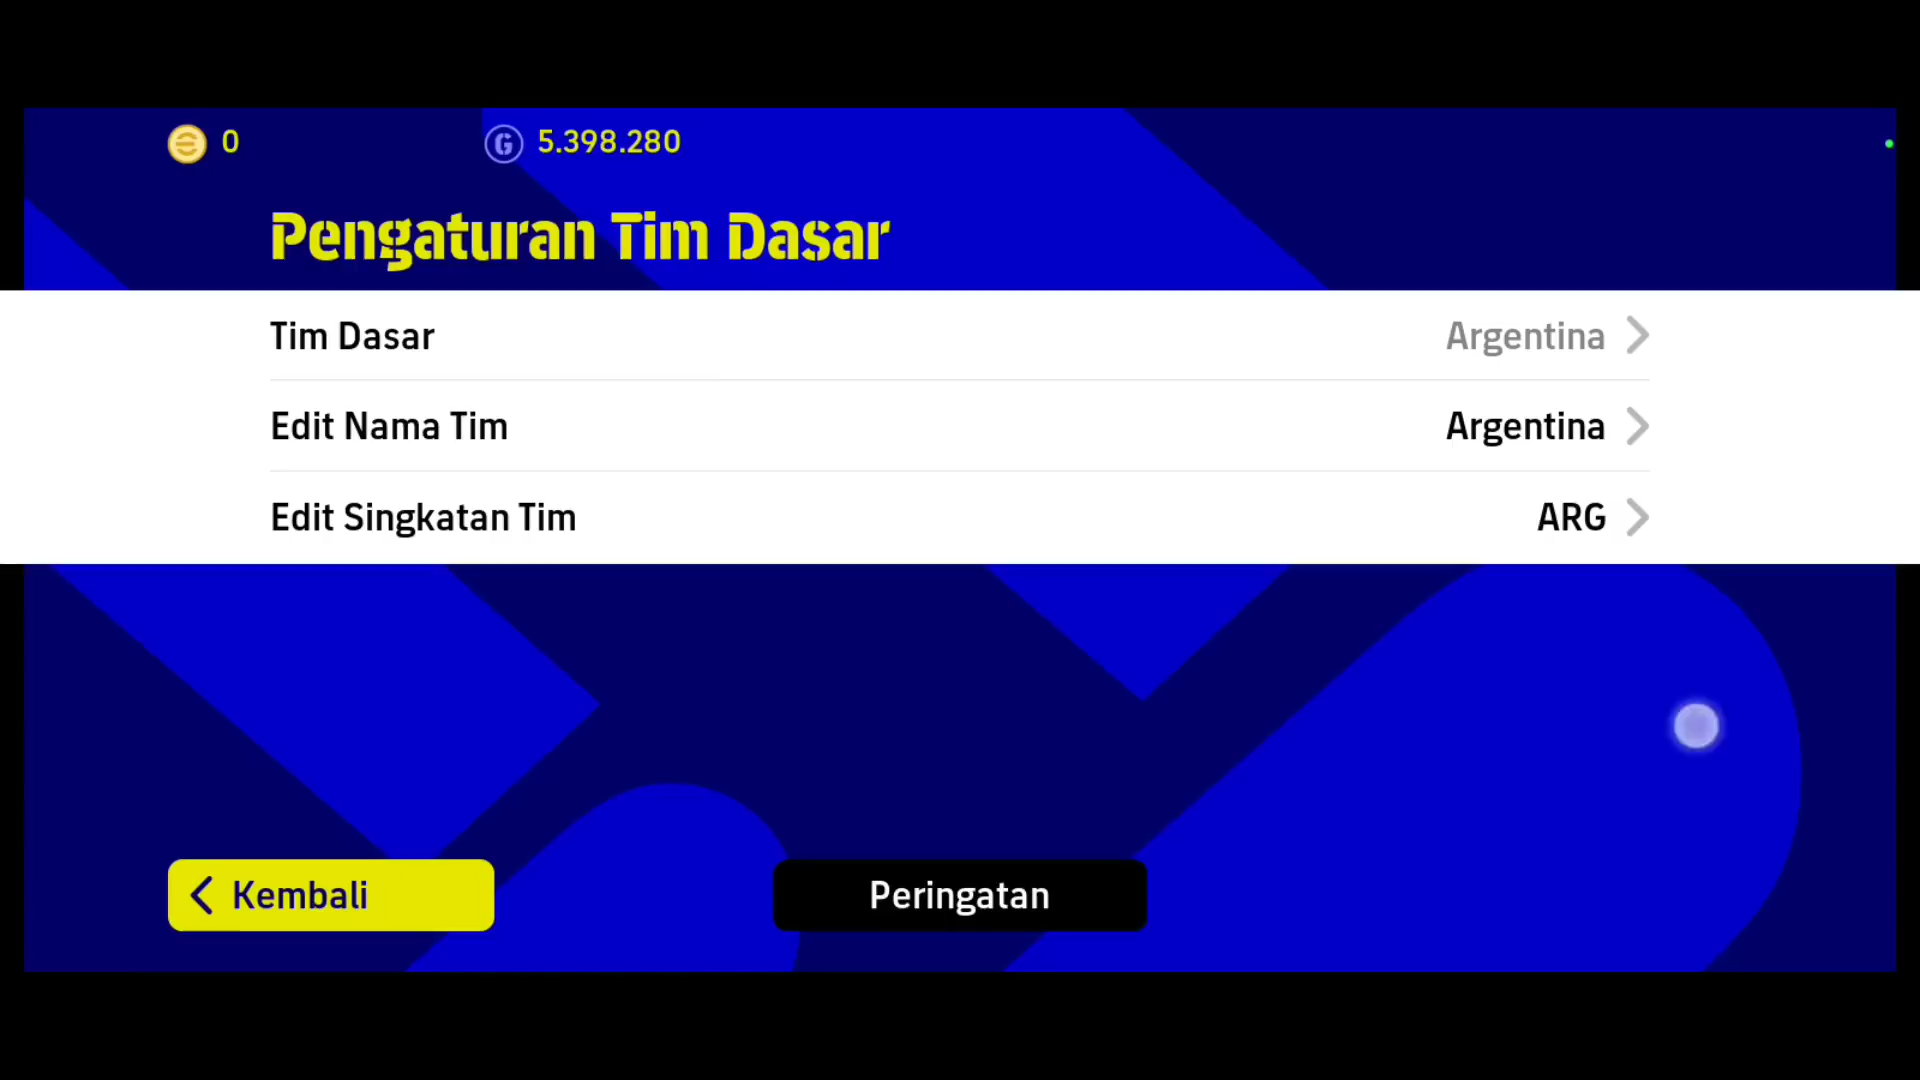 0
5.398.280
Pengaturan Tim Dasar
Tim Dasar Argentina
Edit Nama Tim Argentina
Edit Singkatan Tim ARG
Kembali
Peringatan